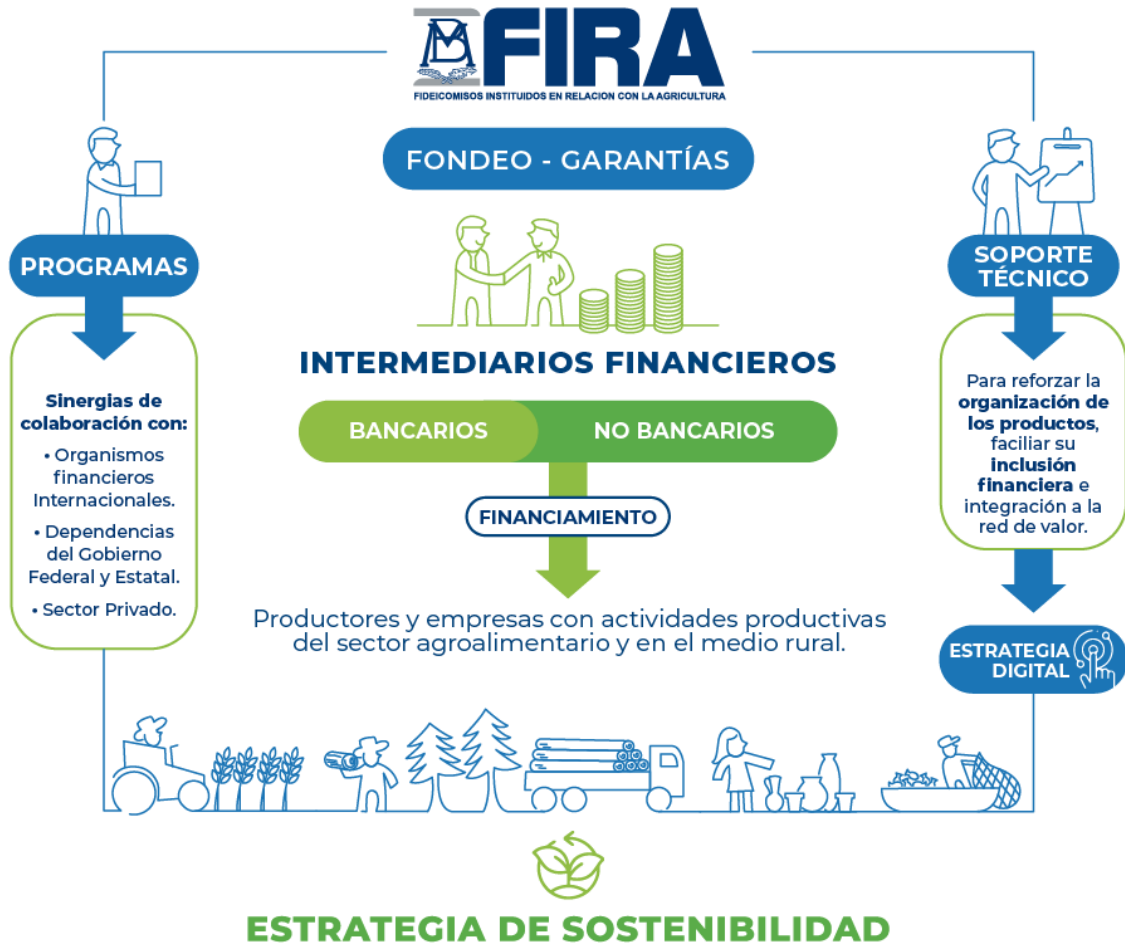 FIRA
FIDEICOMISOS INSTITUIDOS EN RELACION CON LA AGRICULTURA
FONDEO - GARANTÍAS
PROGRAMAS
Sinergias de
colaboración con:
• Organismos
financieros
Internacionales.
• Dependencias
del Gobierno
Federal y Estatal.
• Sector Privado.
INTERMEDIARIOS FINANCIEROS
BANCARIOS
NO BANCARIOS
FINANCIAMIENTO
Productores y empresas con actividades productivas
del sector agroalimentario y en el medio rural.
SOPORTE
TÉCNICO
Para reforzar la
organización de
los productos,
faciliar su
inclusión
financiera e
integración a la
red de valor.
ESTRATEGIA
DIGITAL
ESTRATEGIA DE SOSTENIBILIDAD